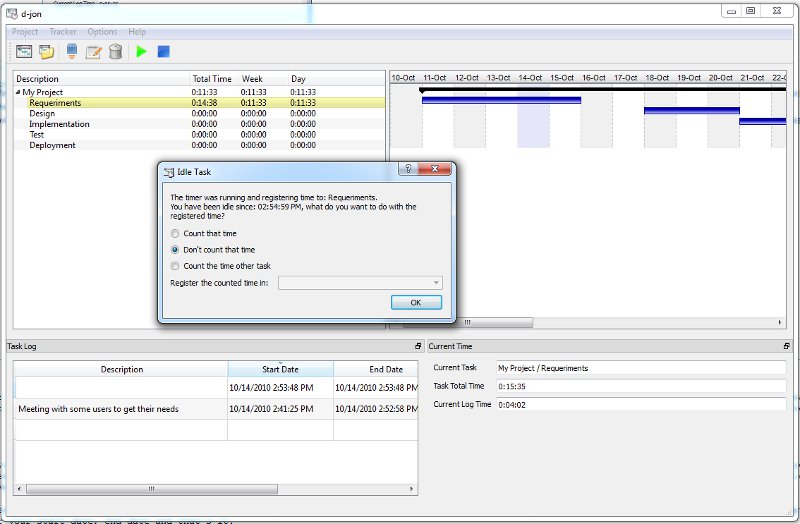 d-jon
Project Tracker Options Help
Description Total Time Week Day
My Project 0:11:33 0:11:33 0:11:33
Requeriments 0:14:38 0:11:33 0:11:33
Design 0:00:00 0:00:00 0:00:00
Implementation 0:00:00 0:00:00 0:00:00
Test 0:00:00 0:00:00 0:00:00
Deployment 0:00:00 0:00:00 0:00:00
10-Oct 11-Oct 12-Oct 13-Oct 14-Oct 15-Oct 16-Oct 17-Oct 18-Oct 19-Oct 20-Oct 21-Oct 22-O
Idle Task
The timer was running and registering time to: Requeriments.
You have been idle since: 02:54:59 PM, what do you want to do with the
registered time?
Count that time
Don't count that time
Count the time other task
Register the counted time in:
OK
Task Log
Description Start Date End Date
10/14/2010 2:53:48 PM 10/14/2010 2:53:48 PM
Meeting with some users to get their needs 10/14/2010 2:41:25 PM 10/14/2010 2:52:58 PM
Current Time
Current Task My Project / Requeriments
Task Total Time 0:15:35
Current Log Time 0:04:02